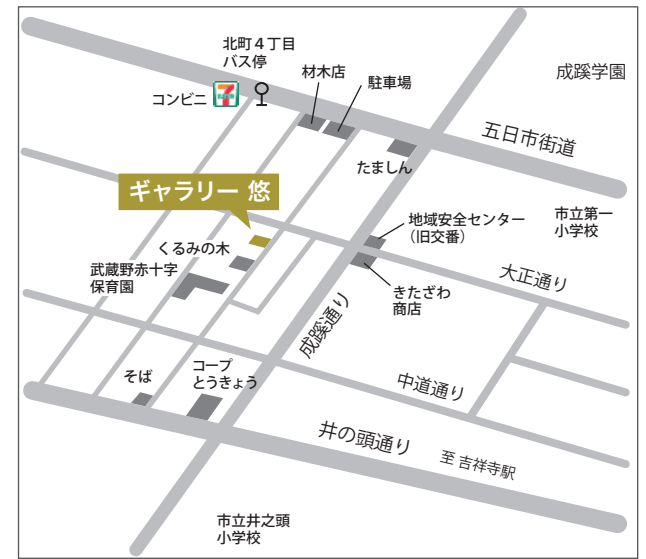 北町４丁目
バス停
材木店
駐車場
成蹊学園
コンビニ
7
五日市街道
たましん
ギャラリー 悠
市立第一
小学校
地域安全センター
（旧交番）
くるみの木
武蔵野赤十字
保育園
大正通り
きたざわ
商店
成蹊通り
コープ
とうきょう
そば
中道通り
井の頭通り
至 吉祥寺駅
市立井之頭
小学校